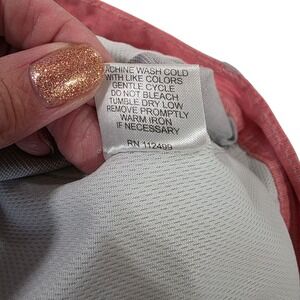 MACHINE WASH COLD
WITH LIKE COLORS
GENTLE CYCLE
DO NOT BLEACH
TUMBLE DRY LOW
REMOVE PROMPTLY
WARM IRON
IF NECESSARY
RN 112499